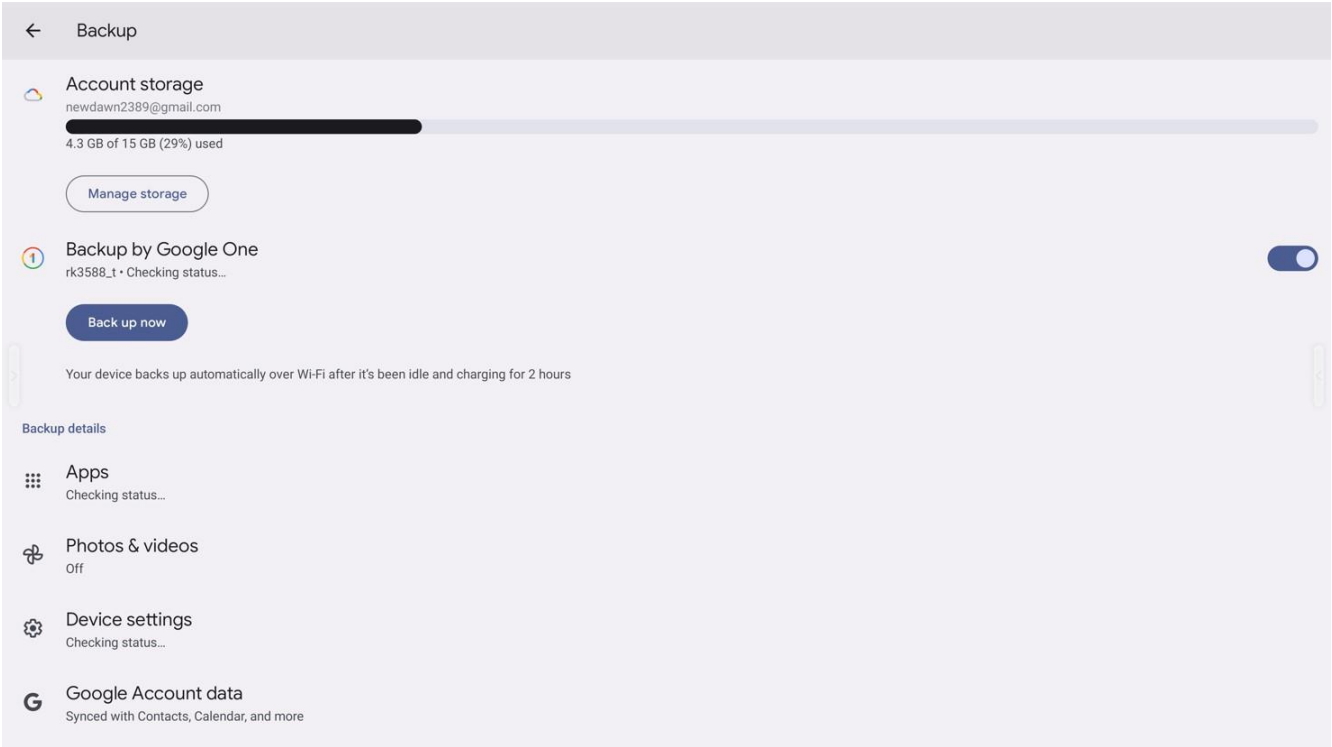 Backup
Account storage
newdawn2389@gmail.com
4.3 GB of 15 GB (29%) used
Manage storage
1
Backup by Google One
rk3588_t • Checking status…
Back up now
Your device backs up automatically over Wi-Fi after it's been idle and charging for 2 hours
Backup details
Apps
Checking status…
Photos & videos
Off
Device settings
Checking status…
G
Google Account data
Synced with Contacts, Calendar, and more